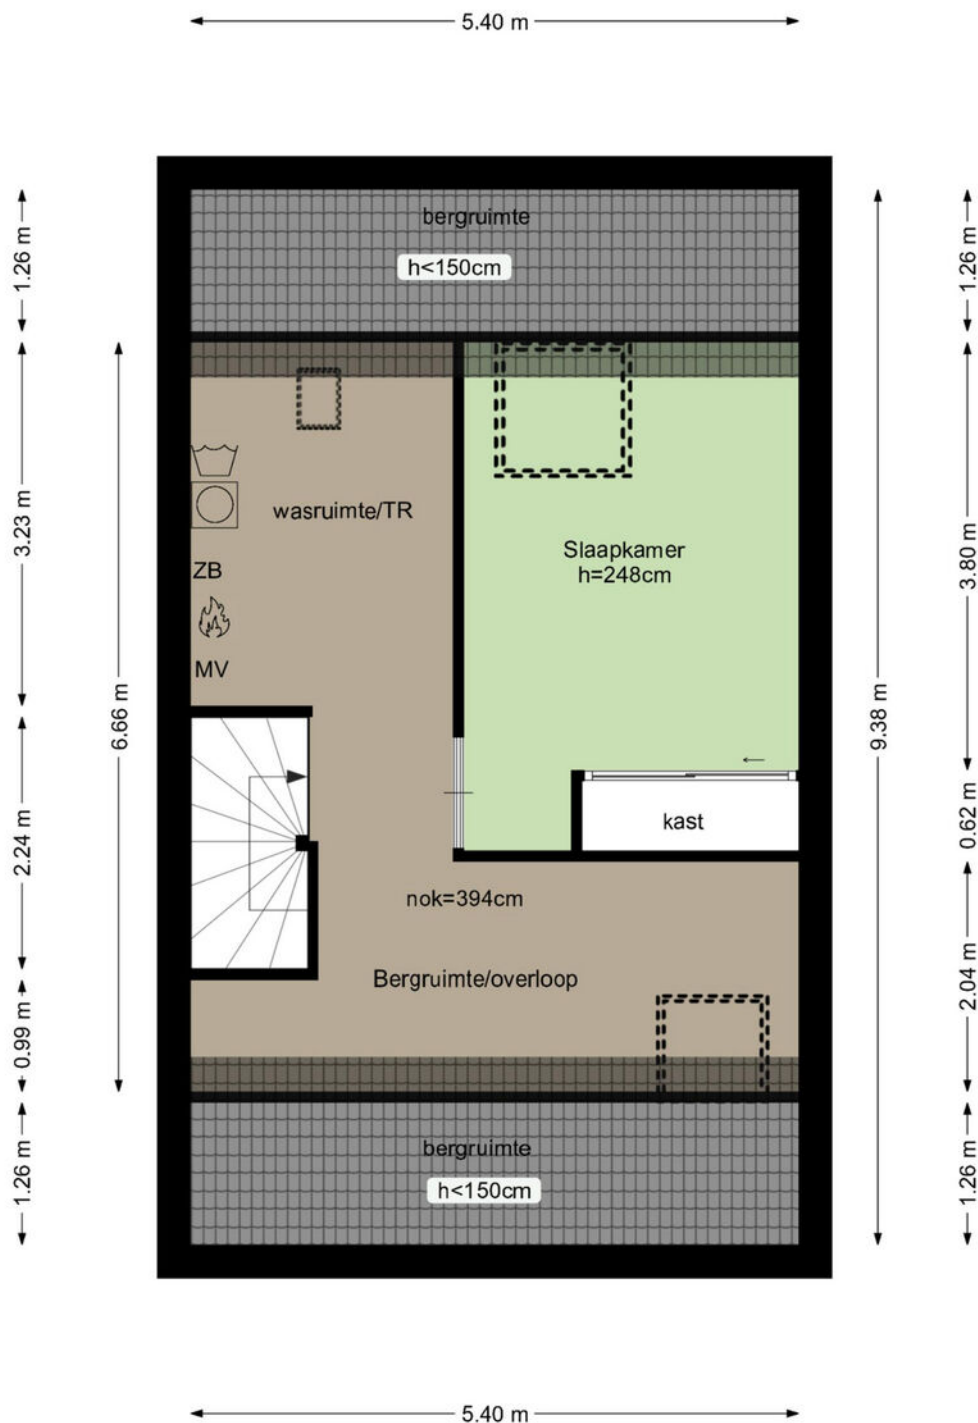 5.40 m
1.26 m
1.26 m
bergruimte
h<150cm
3.23 m
6.66 m
9.38 m
3.80 m
wasruimte/TR
Slaapkamer
h=248cm
ZB
MV
2.24 m
0.62 m
kast
nok=394cm
2.04 m
Bergruimte/overloop
0.99 m
1.26 m
1.26 m
bergruimte
h<150cm
5.40 m